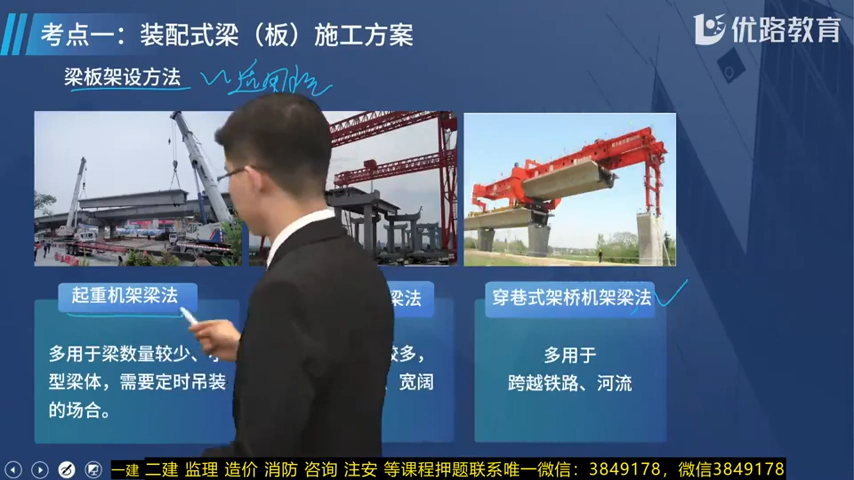 考点一：装配式梁（板）施工方案
优路教育
梁板架设方法
起重机架梁法
梁法
穿巷式架桥机架梁法
多用于梁数量较少、
型梁体，需要定时吊装
的场合。
较多，
宽阔
多用于
跨越铁路、河流
一建 二建 监理 造价 消防 咨询 注安 等课程押题联系唯一微信：3849178，微信3849178